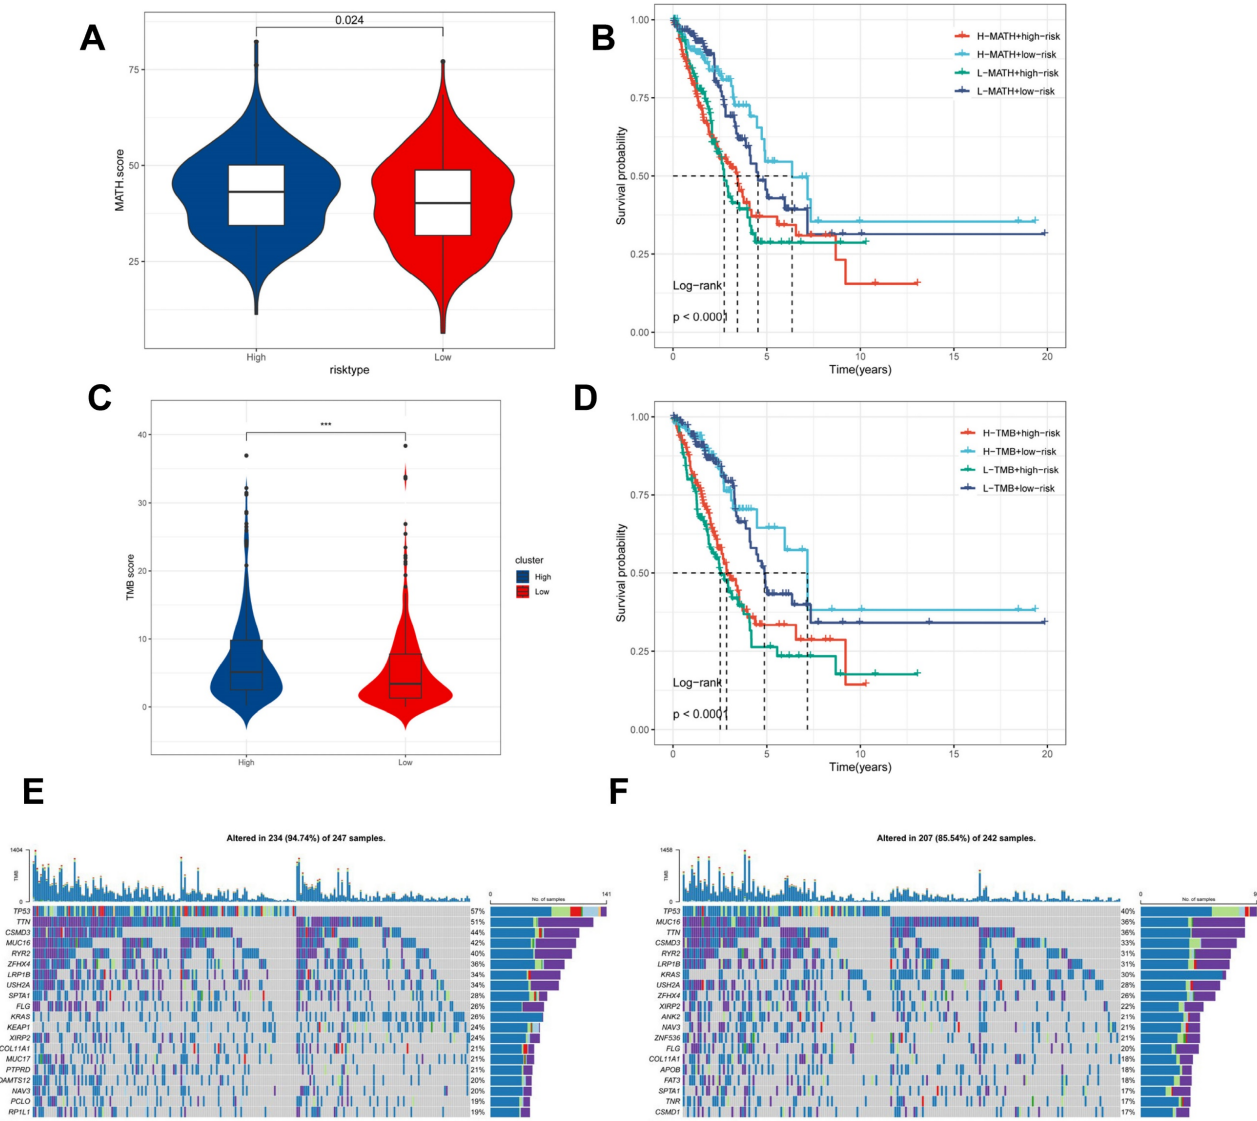 A
0.024
75
50
25
MATH.score
High
Low
risktype
B
1.00
0.75
0.50
0.25
0.00
Survival probability
H−MATH+high−risk
H−MATH+low−risk
L−MATH+high−risk
L−MATH+low−risk
Log−rank
p < 0.0001
0
5
10
15
20
Time(years)
C
***
40
30
20
10
0
TMB score
High
Low
cluster
High
Low
D
1.00
0.75
0.50
0.25
0.00
Survival probability
H−TMB+high−risk
H−TMB+low−risk
L−TMB+high−risk
L−TMB+low−risk
Log−rank
p < 0.0001
0
5
10
15
20
Time(years)
E
Altered in 234 (94.74%) of 247 samples.
1404
0
TMB
0
141
No. of samples
TP53 57%
TTN 51%
CSMD3 44%
MUC16 42%
RYR2 40%
ZFHX4 36%
LRP1B 34%
USH2A 34%
SPTA1 28%
FLG 26%
KRAS 26%
KEAP1 24%
XIRP2 24%
COL11A1 21%
MUC17 21%
PTPRD 21%
DAMTS12 20%
NAV3 20%
PCLO 19%
RP1L1 19%
F
Altered in 207 (85.54%) of 242 samples.
1458
0
TMB
0
9
No. of samples
TP53 40%
MUC16 36%
TTN 36%
CSMD3 33%
RYR2 31%
LRP1B 31%
KRAS 30%
USH2A 28%
ZFHX4 26%
XIRP2 22%
ANK2 21%
NAV3 21%
ZNF536 21%
FLG 20%
COL11A1 18%
APOB 18%
FAT3 18%
SPTA1 17%
TNR 17%
CSMD1 17%